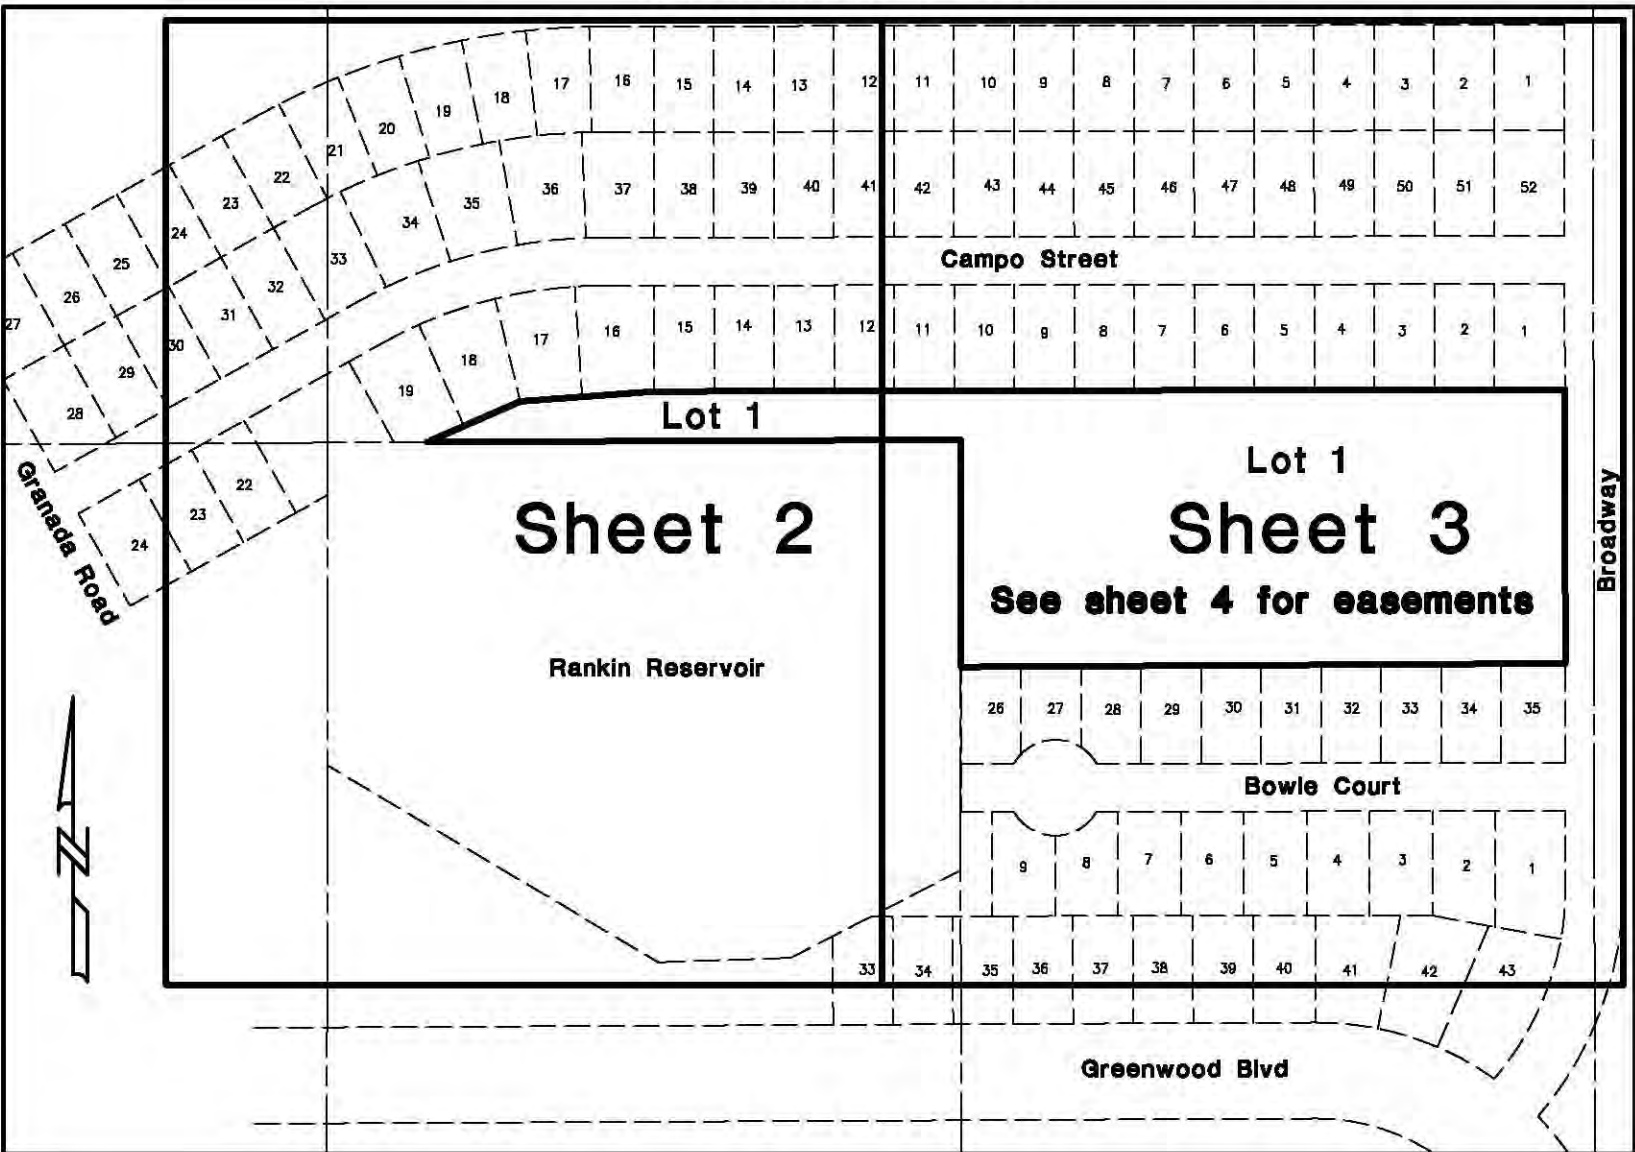 17 16 15 14 13 12 11 10 9 8 7 6 5 4 3 2 1
18
19
20
21
22
23
24
25
26
27
36 37 38 39 40 41 42 43 44 45 46 47 48 49 50 51 52
35
34
33
32
31
30
29
28
Campo Street
17 16 15 14 13 12 11 10 9 8 7 6 5 4 3 2 1
18
19
22
23
24
Granada Road
Lot 1
Lot 1
Sheet 2
Sheet 3
See sheet 4 for easements
Broadway
Rankin Reservoir
26 27 28 29 30 31 32 33 34 35
Bowie Court
9 8 7 6 5 4 3 2 1
33 34 35 36 37 38 39 40 41 42 43
Greenwood Blvd
N